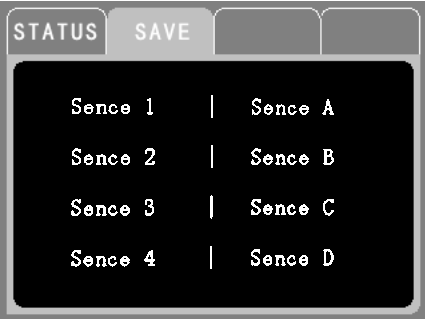 STATUS SAVE
Sence 1 | Sence A
Sence 2 | Sence B
Sence 3 | Sence C
Sence 4 | Sence D